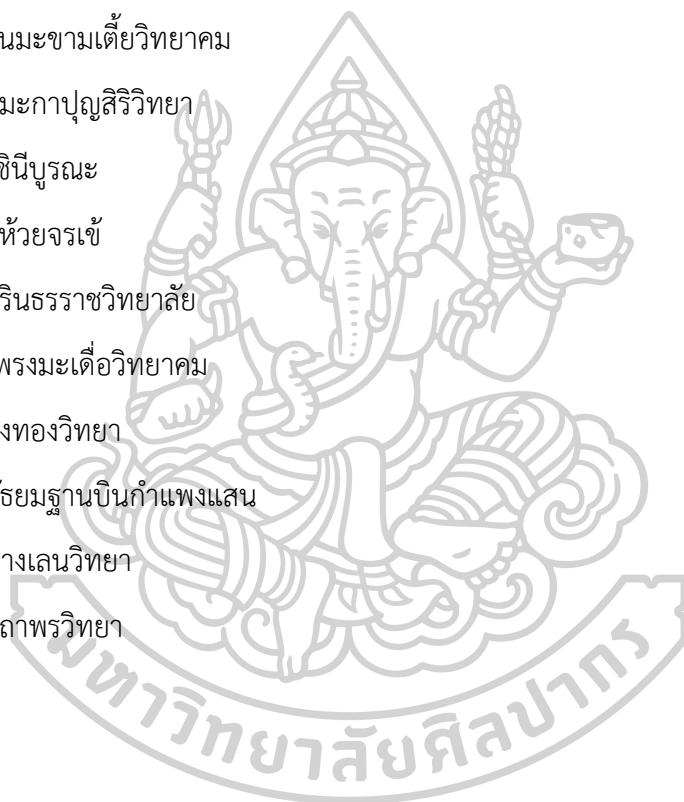 นมะขามเตี้ยวิทยาคม
มะกาปุญสิริวิทยา
ชินีบูรณะ
ห้วยจรเข้
รินธรราชวิทยาลัย
พรงมะเดื่อวิทยาคม
งทองวิทยา
ัธยมฐานบินกำแพงแสน
างเลนวิทยา
ถาพรวิทยา
มหาวิทยาลัยศิลปากร